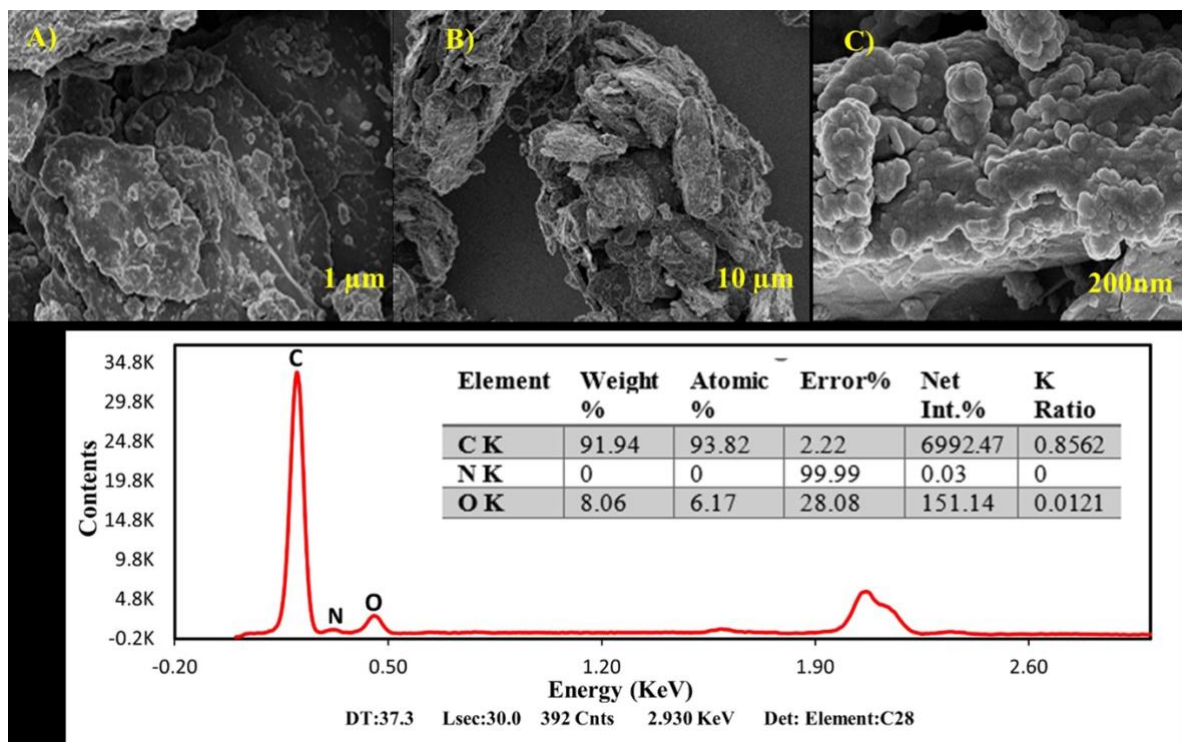 A) B) C)
1 µm 10 µm 200nm
34.8K
29.8K
24.8K
19.8K
14.8K
9.8K
4.8K
-0.2K
Contents
C
N
O
Element Weight % Atomic % Error% Net Int.% K Ratio
C K 91.94 93.82 2.22 6992.47 0.8562
N K 0 0 99.99 0.03 0
O K 8.06 6.17 28.08 151.14 0.0121
-0.20 0.50 1.20 1.90 2.60
Energy (KeV)
DT:37.3 Lsec:30.0 392 Cnts 2.930 KeV Det: Element:C28